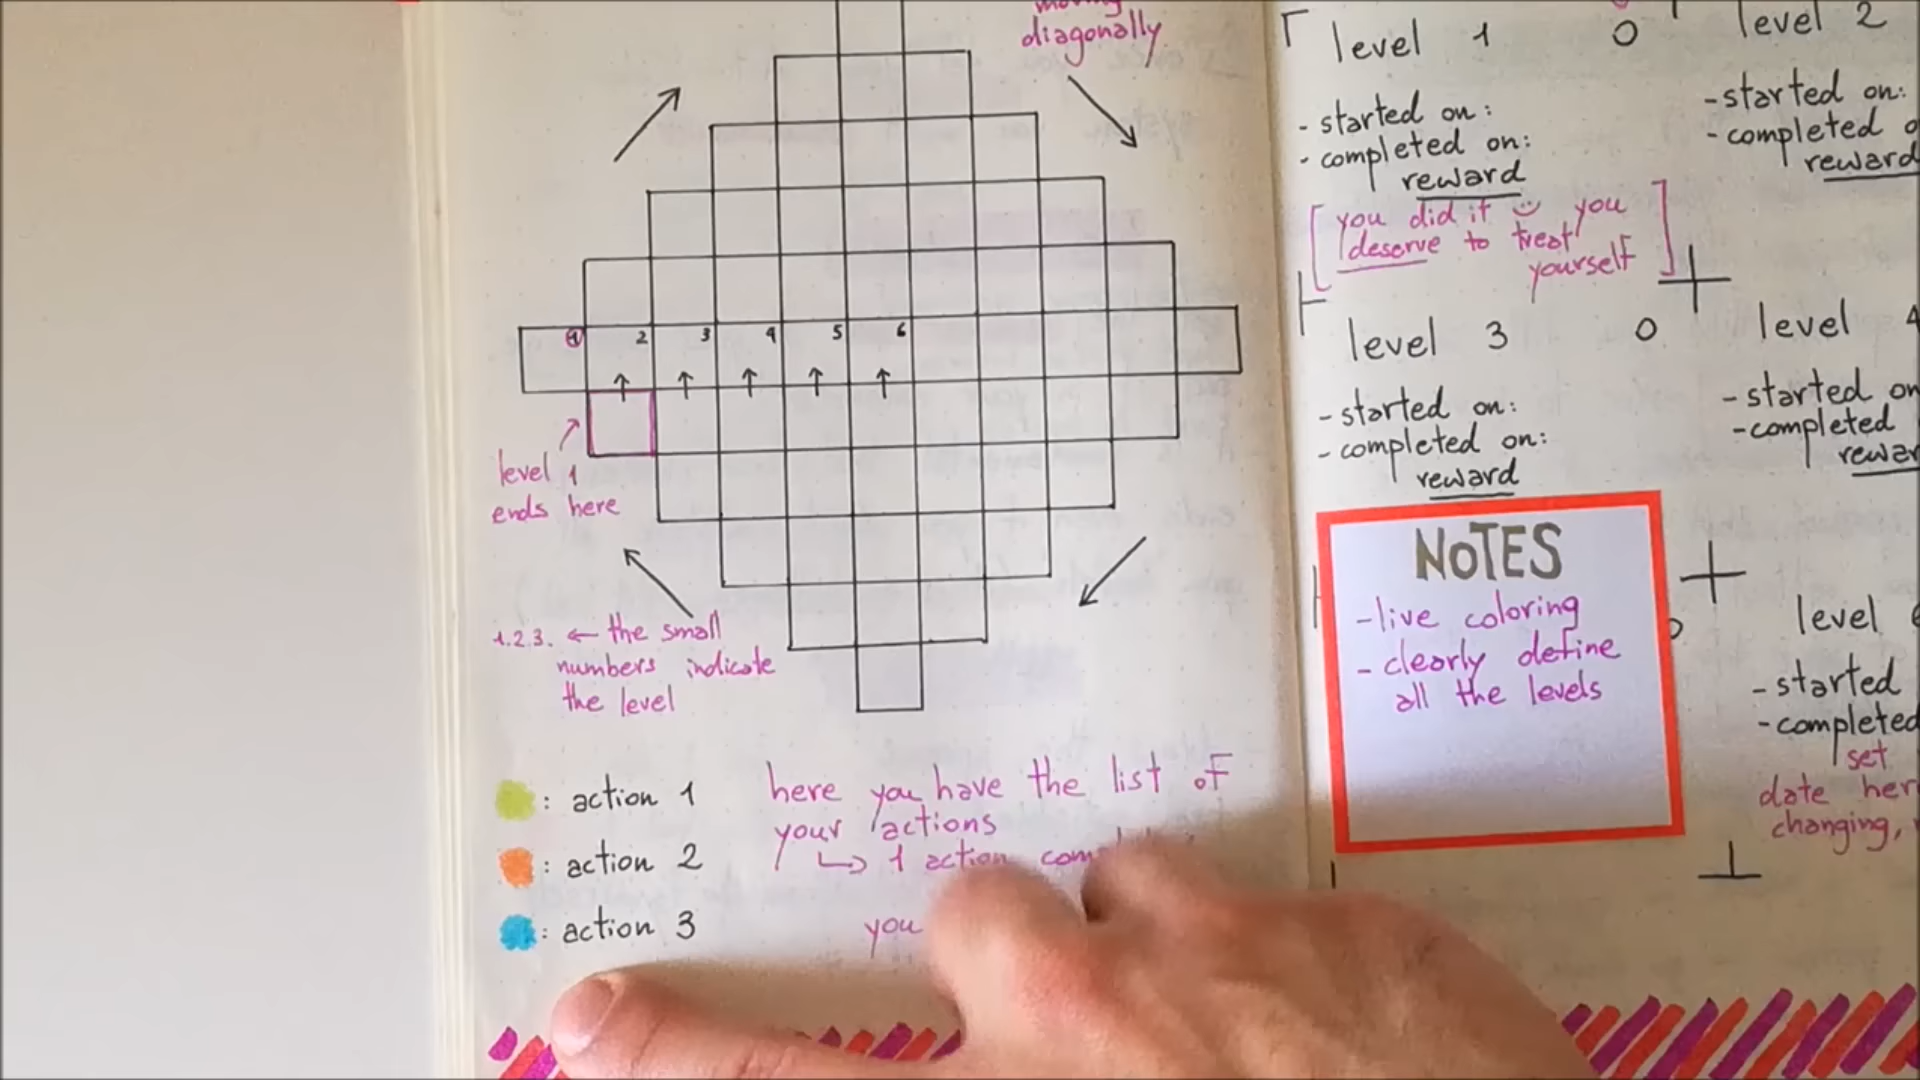 diagonally
1 2 3 4 5 6
level 1
ends here
1.2.3. ← the small
numbers indicate
the level
: action 1
: action 2
: action 3
here you have the list of
your actions
↳ 1 action
you
level 1 0
- started on:
- completed on:
reward
you did it you
deserve to treat
yourself
level 2
- started on:
- completed
reward
level 3 0
- started on:
- completed on:
reward
level 4
- started on
- completed
NOTES
- live coloring
- clearly define
all the levels
level
- started
- completed
set
date
changing,